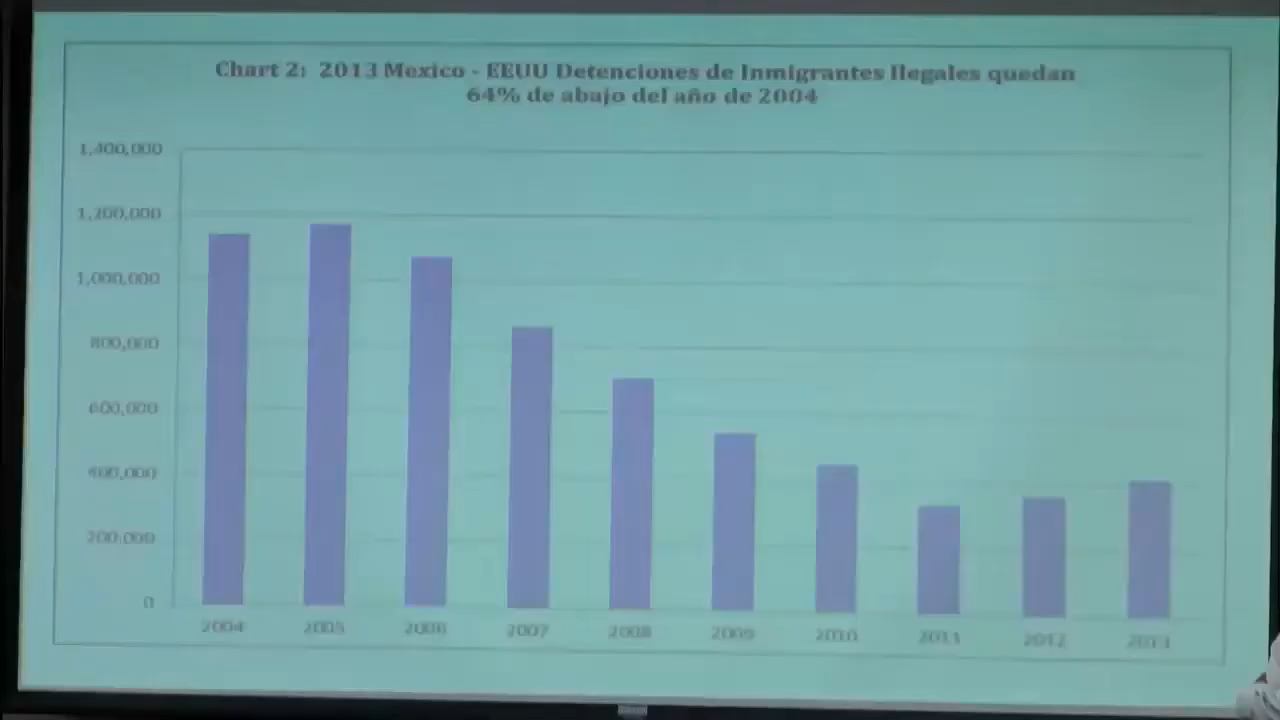 Chart 2: 2013 Mexico - EEUU Detenciones de Inmigrantes Ilegales quedan
64% de abajo del año de 2004
1,400,000
1,200,000
1,000,000
800,000
600,000
400,000
200,000
0
2004 2005 2006 2007 2008 2009 2010 2011 2012 2013